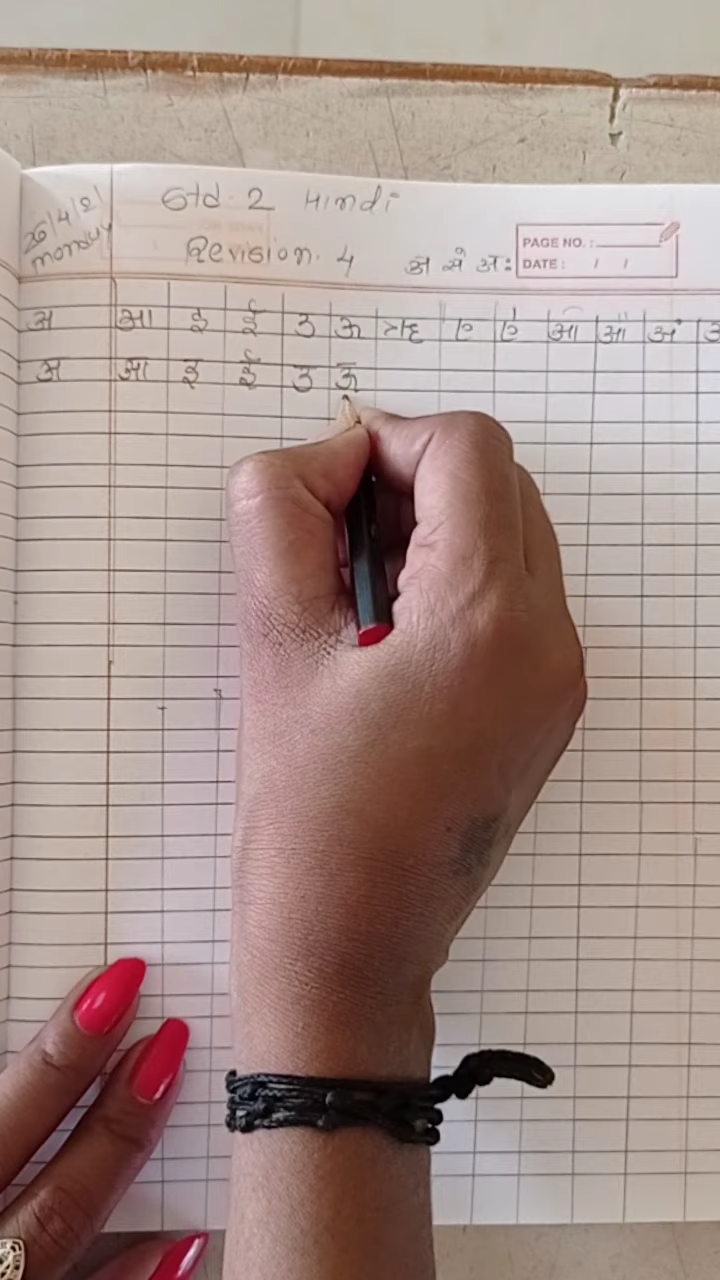 26/4/21 Std 2 Hindi
monday Revision. 4 अ से अः
PAGE NO. :
DATE : / /
अ आ इ ई उ ऊ ऋ ए ऐ ओ औ अं
अ आ इ ई उ ऊ